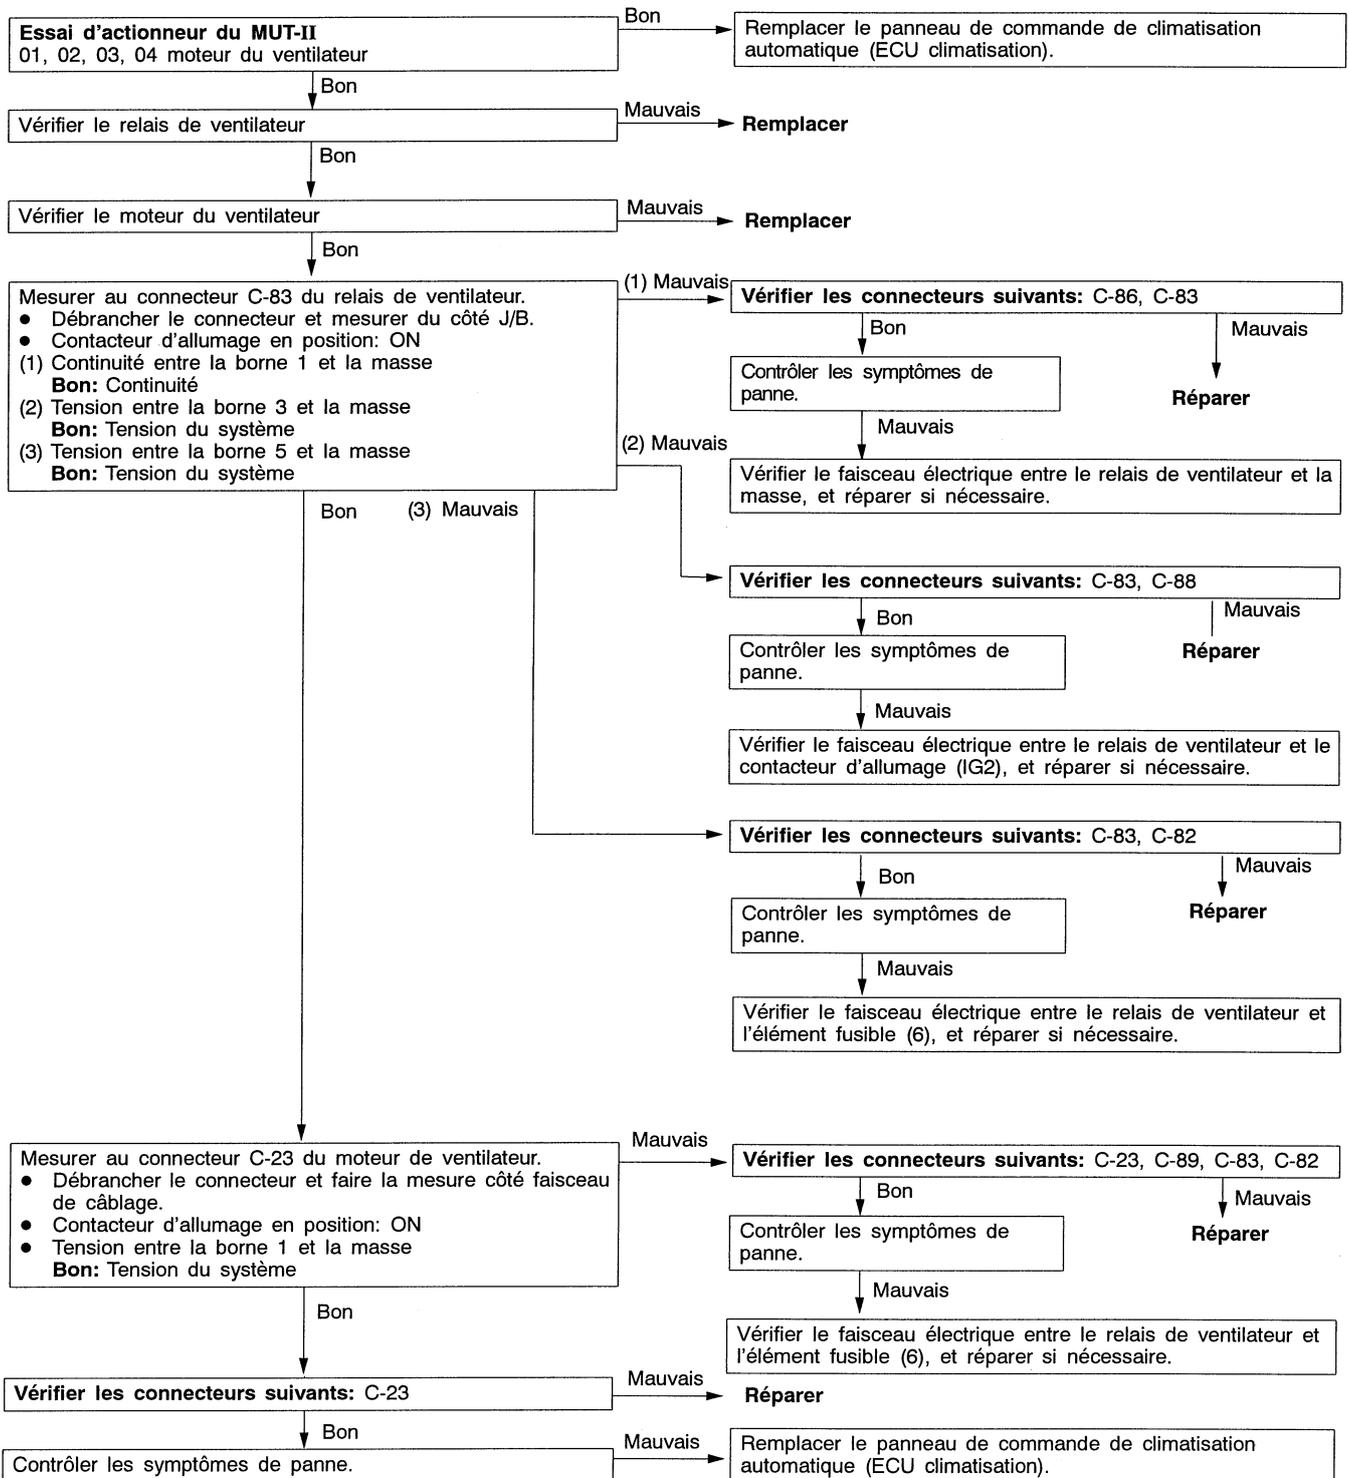 Essai d'actionneur du MUT-II
01, 02, 03, 04 moteur du ventilateur
Bon
Remplacer le panneau de commande de climatisation
automatique (ECU climatisation).
Bon
Vérifier le relais de ventilateur
Mauvais
Remplacer
Bon
Vérifier le moteur du ventilateur
Mauvais
Remplacer
Bon
Mesurer au connecteur C-83 du relais de ventilateur.
● Débrancher le connecteur et mesurer du côté J/B.
● Contacteur d'allumage en position: ON
(1) Continuité entre la borne 1 et la masse
Bon: Continuité
(2) Tension entre la borne 3 et la masse
Bon: Tension du système
(3) Tension entre la borne 5 et la masse
Bon: Tension du système
(1) Mauvais
Vérifier les connecteurs suivants: C-86, C-83
Bon
Mauvais
Contrôler les symptômes de
panne.
Réparer
Mauvais
Vérifier le faisceau électrique entre le relais de ventilateur et la
masse, et réparer si nécessaire.
(2) Mauvais
Bon
(3) Mauvais
Vérifier les connecteurs suivants: C-83, C-88
Bon
Mauvais
Contrôler les symptômes de
panne.
Réparer
Mauvais
Vérifier le faisceau électrique entre le relais de ventilateur et le
contacteur d'allumage (IG2), et réparer si nécessaire.
Vérifier les connecteurs suivants: C-83, C-82
Bon
Mauvais
Contrôler les symptômes de
panne.
Réparer
Mauvais
Vérifier le faisceau électrique entre le relais de ventilateur et
l'élément fusible (6), et réparer si nécessaire.
Mesurer au connecteur C-23 du moteur de ventilateur.
● Débrancher le connecteur et faire la mesure côté faisceau
de câblage.
● Contacteur d'allumage en position: ON
● Tension entre la borne 1 et la masse
Bon: Tension du système
Mauvais
Vérifier les connecteurs suivants: C-23, C-89, C-83, C-82
Bon
Mauvais
Contrôler les symptômes de
panne.
Réparer
Mauvais
Vérifier le faisceau électrique entre le relais de ventilateur et
l'élément fusible (6), et réparer si nécessaire.
Bon
Vérifier les connecteurs suivants: C-23
Mauvais
Réparer
Bon
Contrôler les symptômes de panne.
Mauvais
Remplacer le panneau de commande de climatisation
automatique (ECU climatisation).